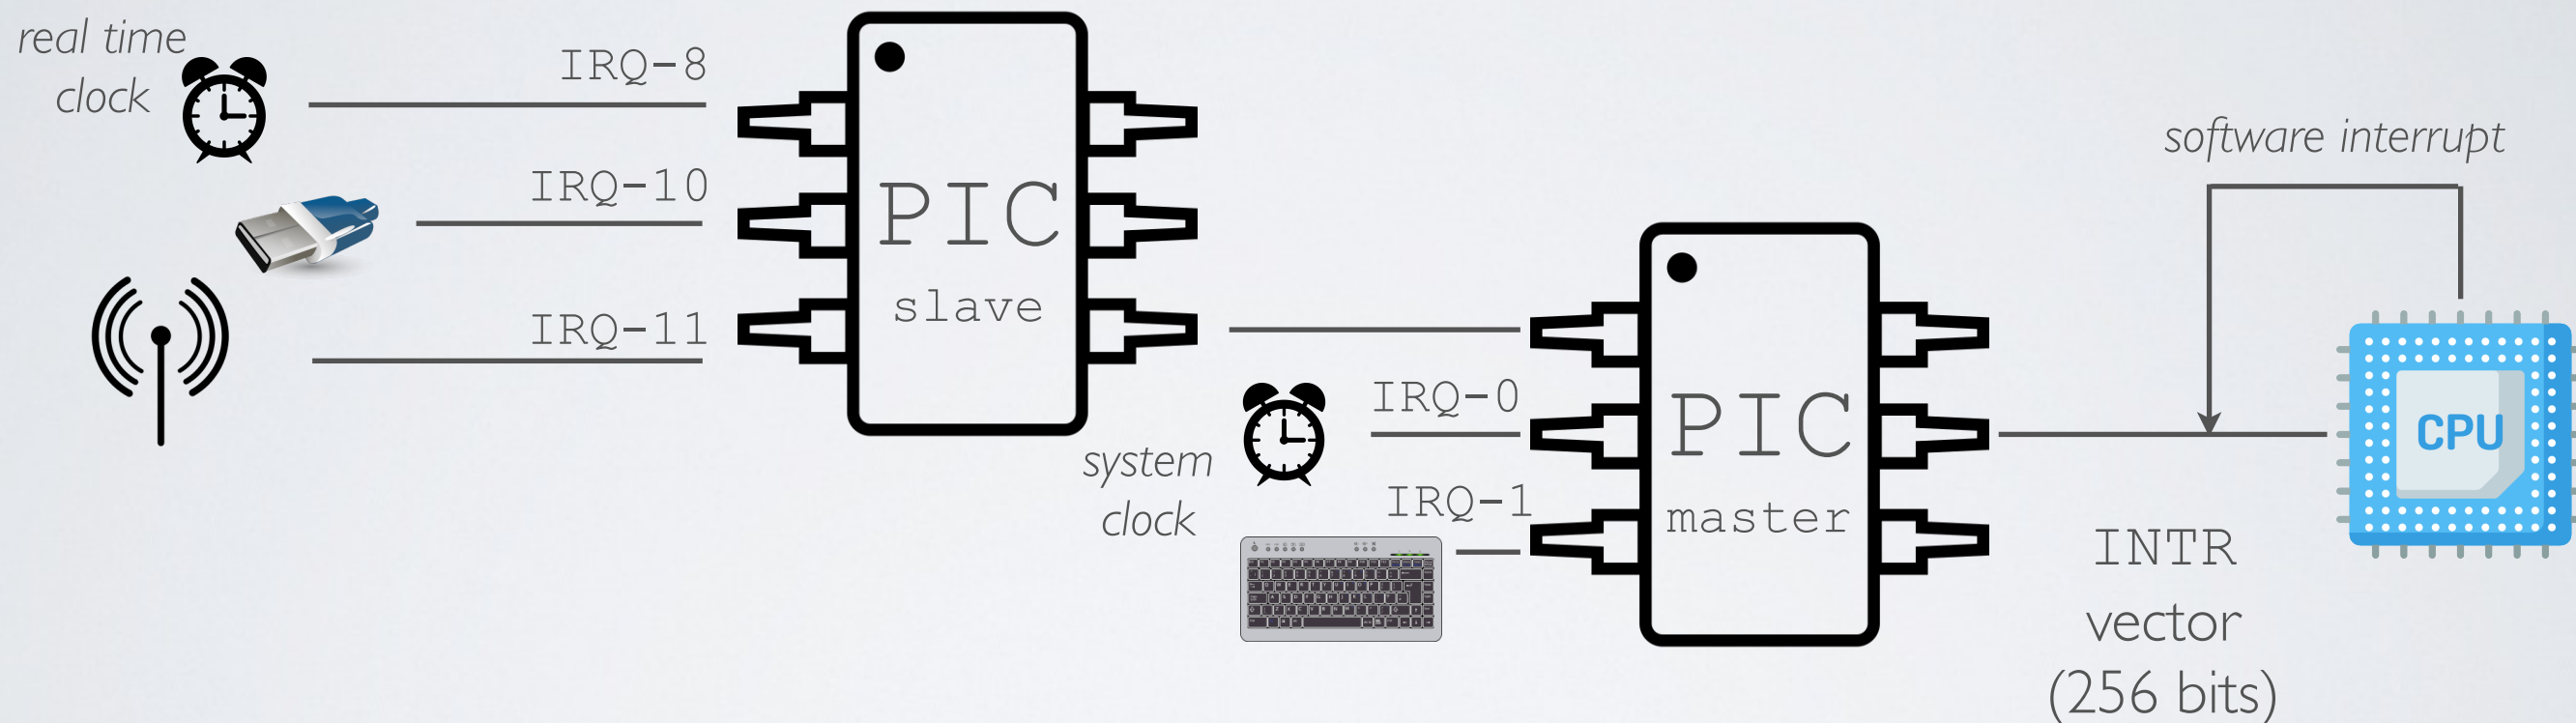 real time
clock
IRQ-8
IRQ-10
IRQ-11
PIC
slave
system
clock
IRQ-0
IRQ-1
PIC
master
software interrupt
CPU
INTR
vector
(256 bits)